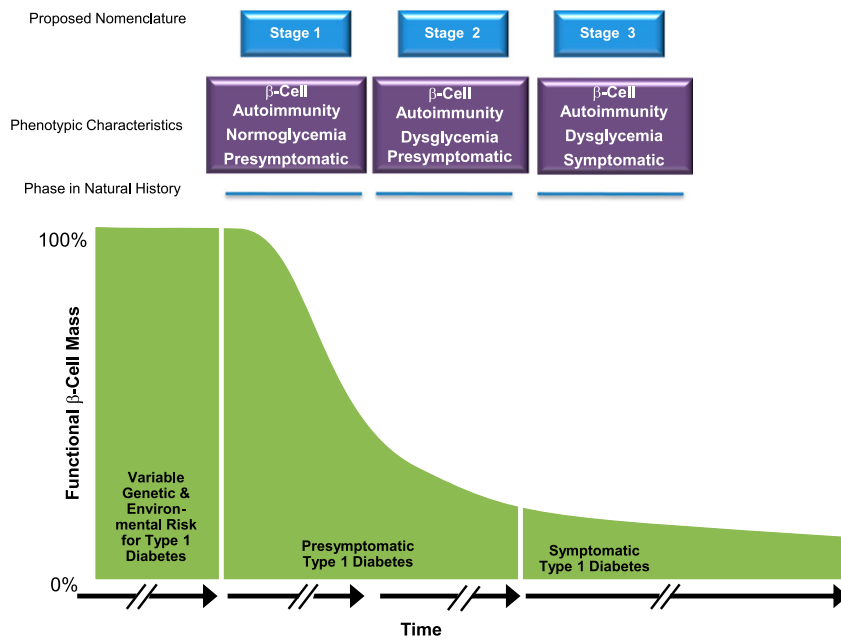 Proposed Nomenclature
Stage 1
Stage 2
Stage 3
Phenotypic Characteristics
β-Cell
Autoimmunity
Normoglycemia
Presymptomatic
β-Cell
Autoimmunity
Dysglycemia
Presymptomatic
β-Cell
Autoimmunity
Dysglycemia
Symptomatic
Phase in Natural History
100%
Functional β-Cell Mass
0%
Variable
Genetic &
Environ-
mental Risk
for Type 1
Diabetes
Presymptomatic
Type 1 Diabetes
Symptomatic
Type 1 Diabetes
Time